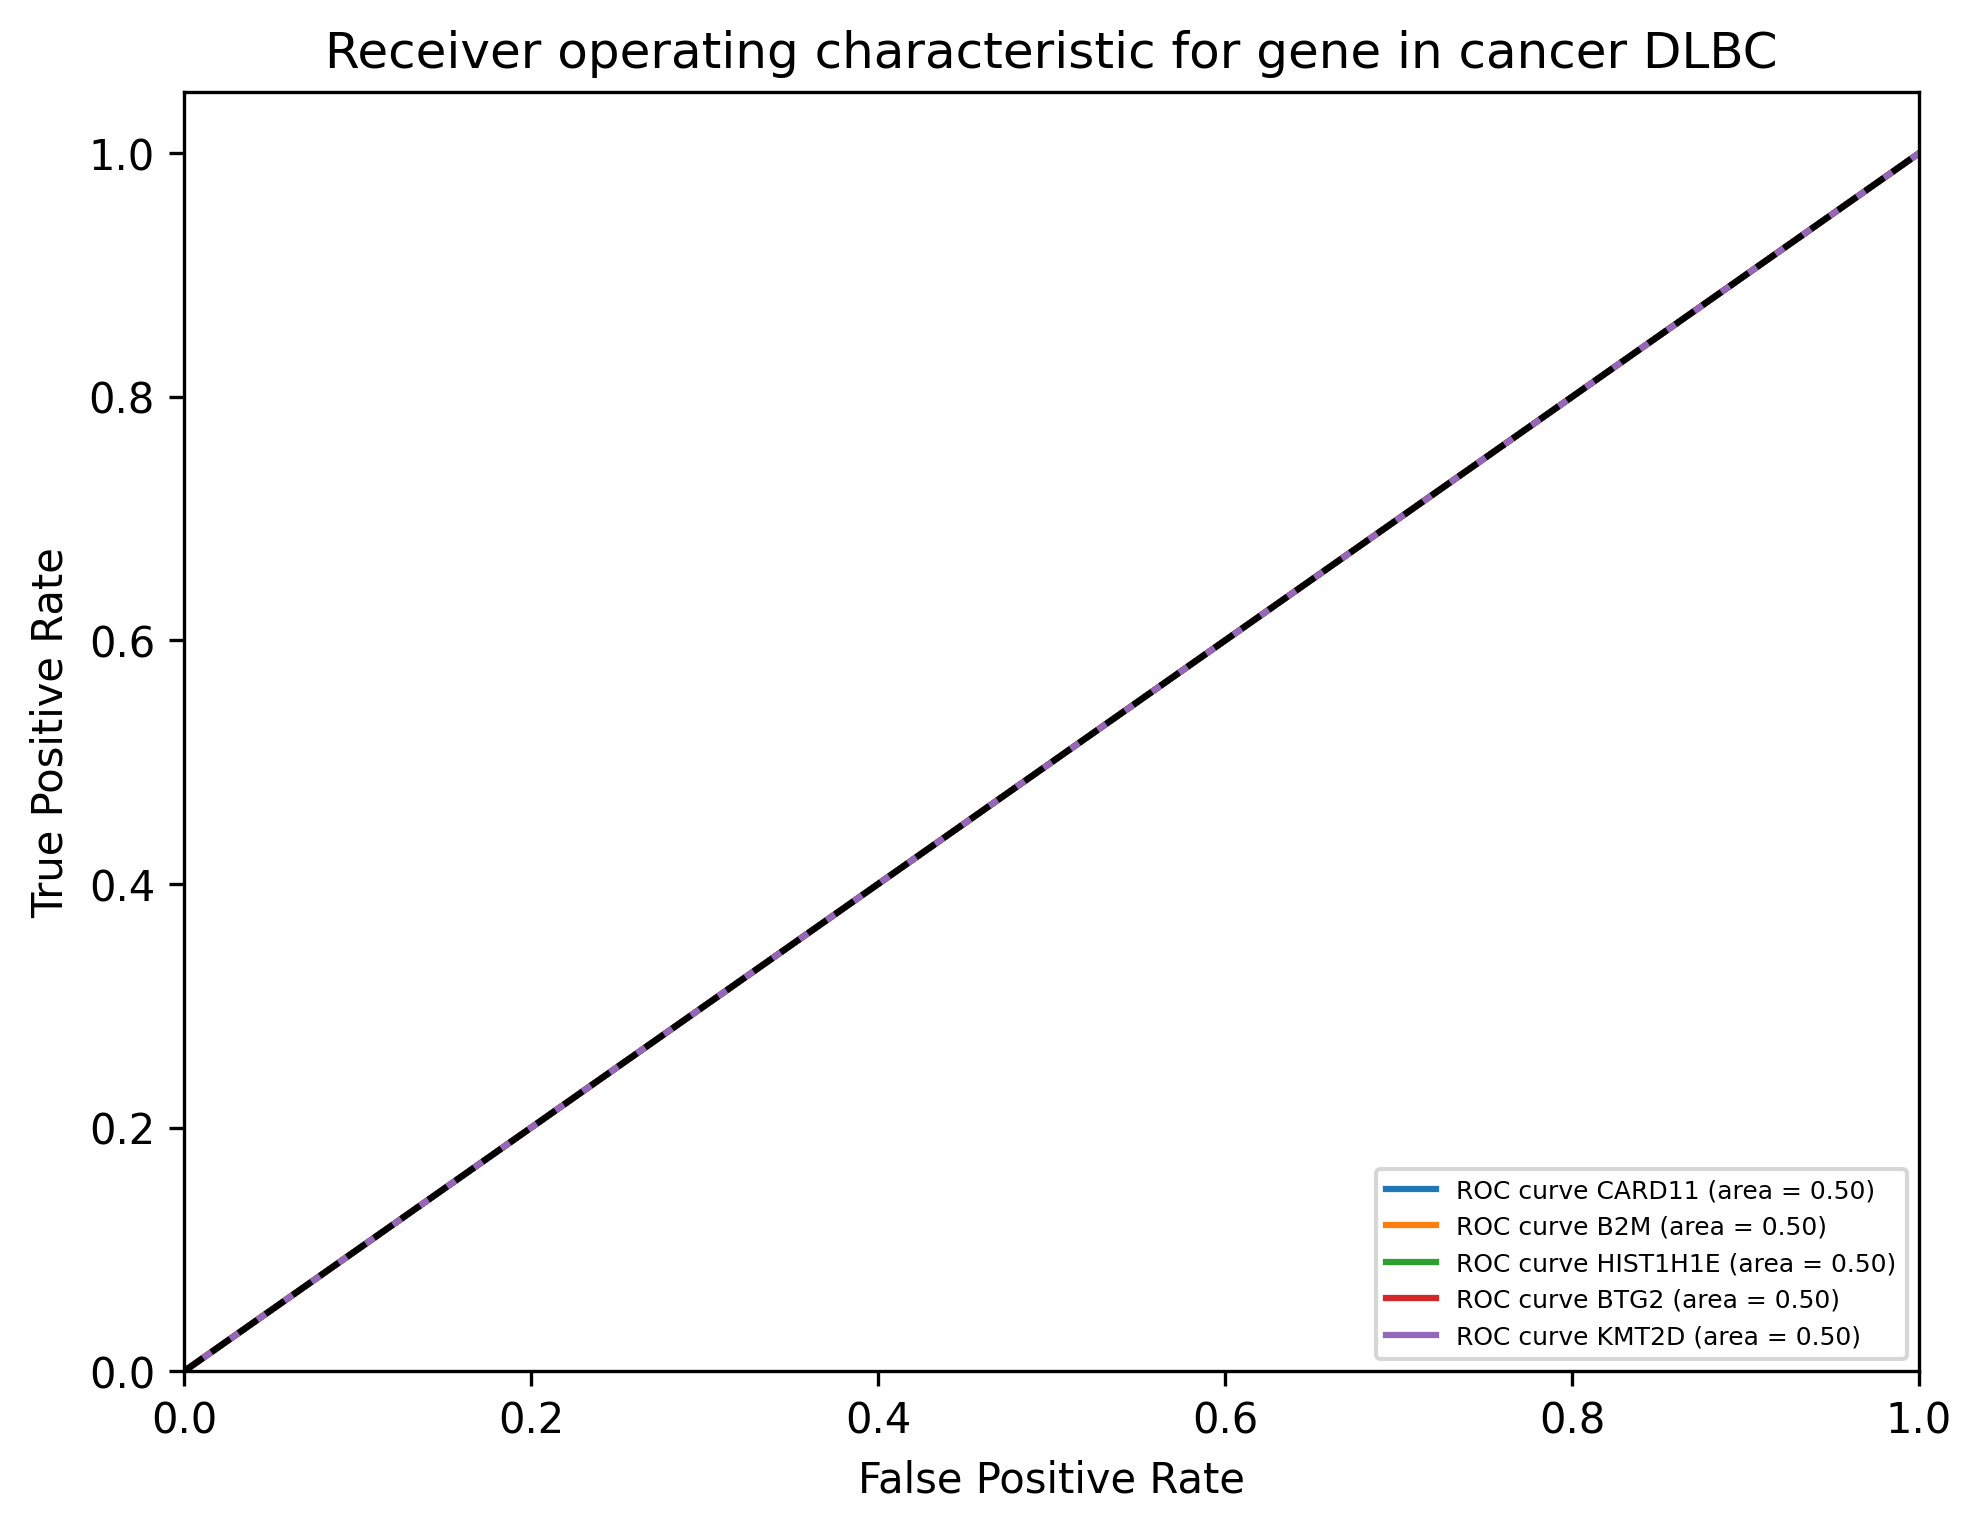 Receiver operating characteristic for gene in cancer DLBC
True Positive Rate
1.0
0.8
0.6
0.4
0.2
0.0
ROC curve CARD11 (area = 0.50)
ROC curve B2M (area = 0.50)
ROC curve HIST1H1E (area = 0.50)
ROC curve BTG2 (area = 0.50)
ROC curve KMT2D (area = 0.50)
0.0 0.2 0.4 0.6 0.8 1.0
False Positive Rate